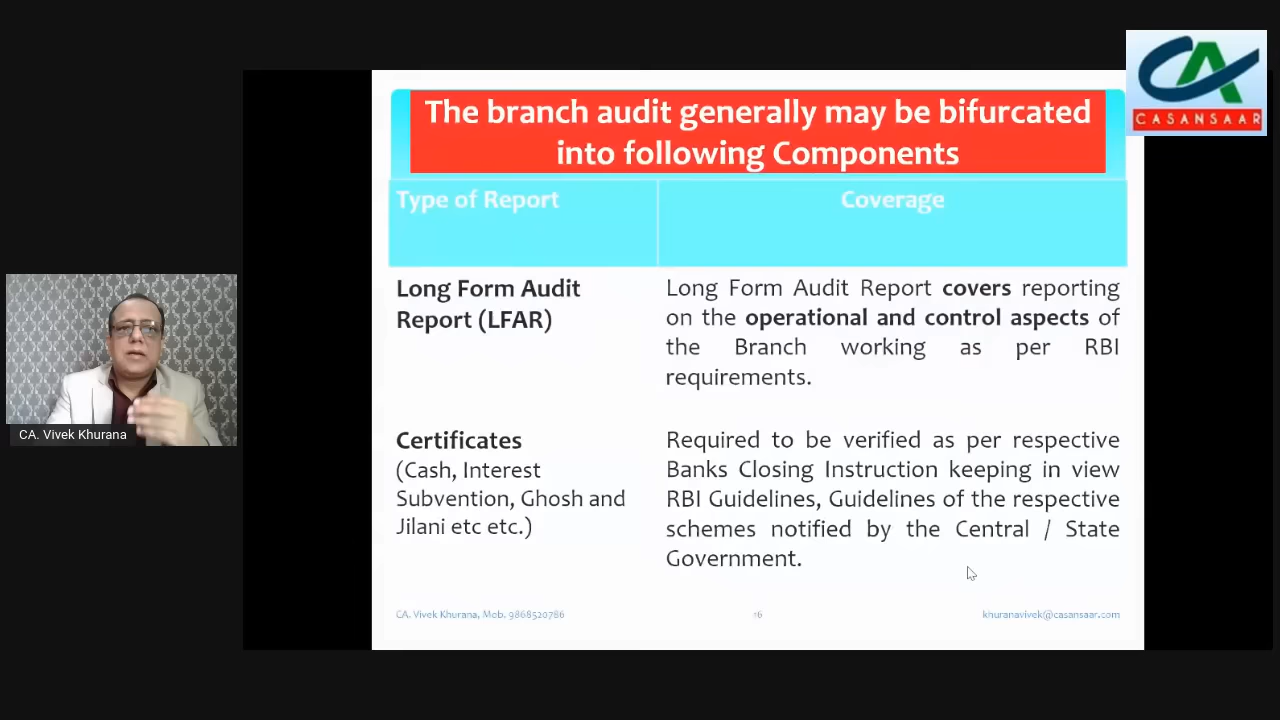 CA
CASANSAAR
The branch audit generally may be bifurcated
into following Components
Type of Report
Coverage
Long Form Audit
Report (LFAR)
Long Form Audit Report covers reporting
on the operational and control aspects of
the Branch working as per RBI
requirements.
Certificates
(Cash, Interest
Subvention, Ghosh and
Jilani etc etc.)
Required to be verified as per respective
Banks Closing Instruction keeping in view
RBI Guidelines, Guidelines of the respective
schemes notified by the Central / State
Government.
CA. Vivek Khurana
CA. Vivek Khurana, Mob. 9868520786
16
khuranavivek@casansaar.com